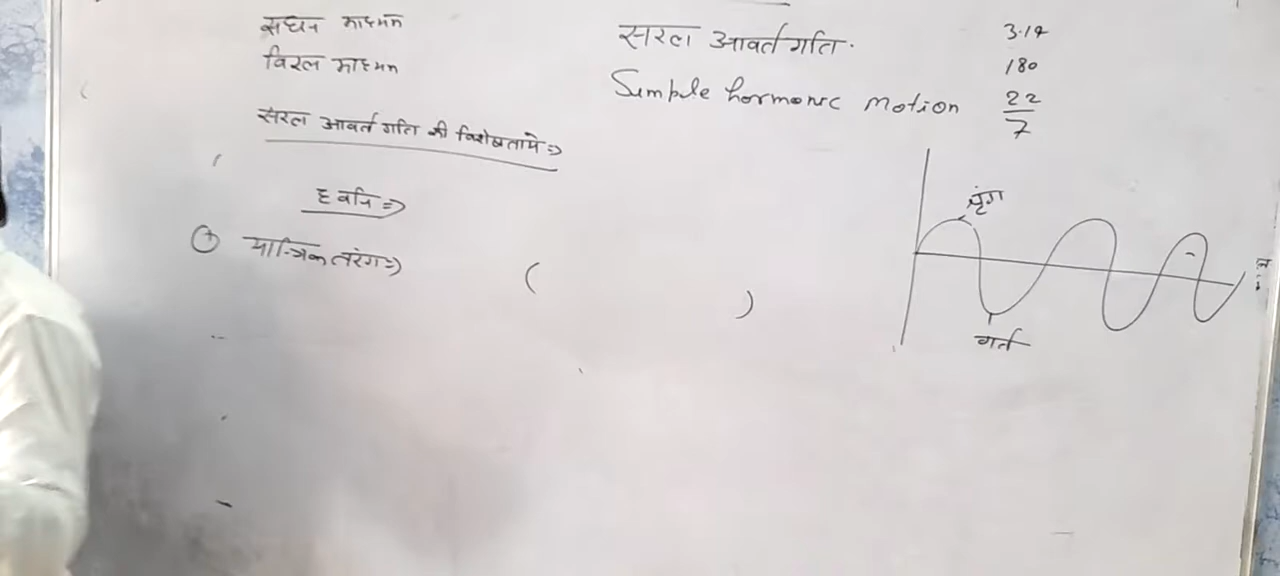 सघन माध्यम
विरल माध्यम
सरल आवर्त गति की विशेषतायें⇒
ध्वनि ⇒
① यान्त्रिक तरंग⇒
( )
सरल आवर्त गति.
Simple hormonic Motion
3.14
180
22
7
शृंग
गर्त